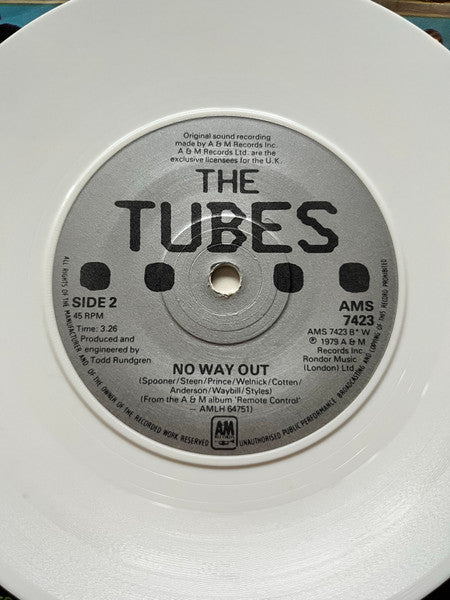 Original sound recording
made by A & M Records Inc.
A & M Records Ltd. are the
exclusive licensees for the U.K.
THE
TUBES
SIDE 2
45 RPM
Time: 3.26
Produced and
engineered by
Todd Rundgren
AMS
7423
AMS 7423 B* W
℗ 1979 A & M
Records Inc.
Rondor Music
(London) Ltd.
NO WAY OUT
(Spooner/Steen/Prince/Welnick/Cotten/
Anderson/Waybill/Styles)
(From the A & M album 'Remote Control'
— AMLH 64751)
ALL RIGHTS OF THE MANUFACTURER AND OF THE OWNER OF THE RECORDED WORK RESERVED
AM
RECORDS
UNAUTHORISED PUBLIC PERFORMANCE, BROADCASTING AND COPYING OF THIS RECORD PROHIBITED